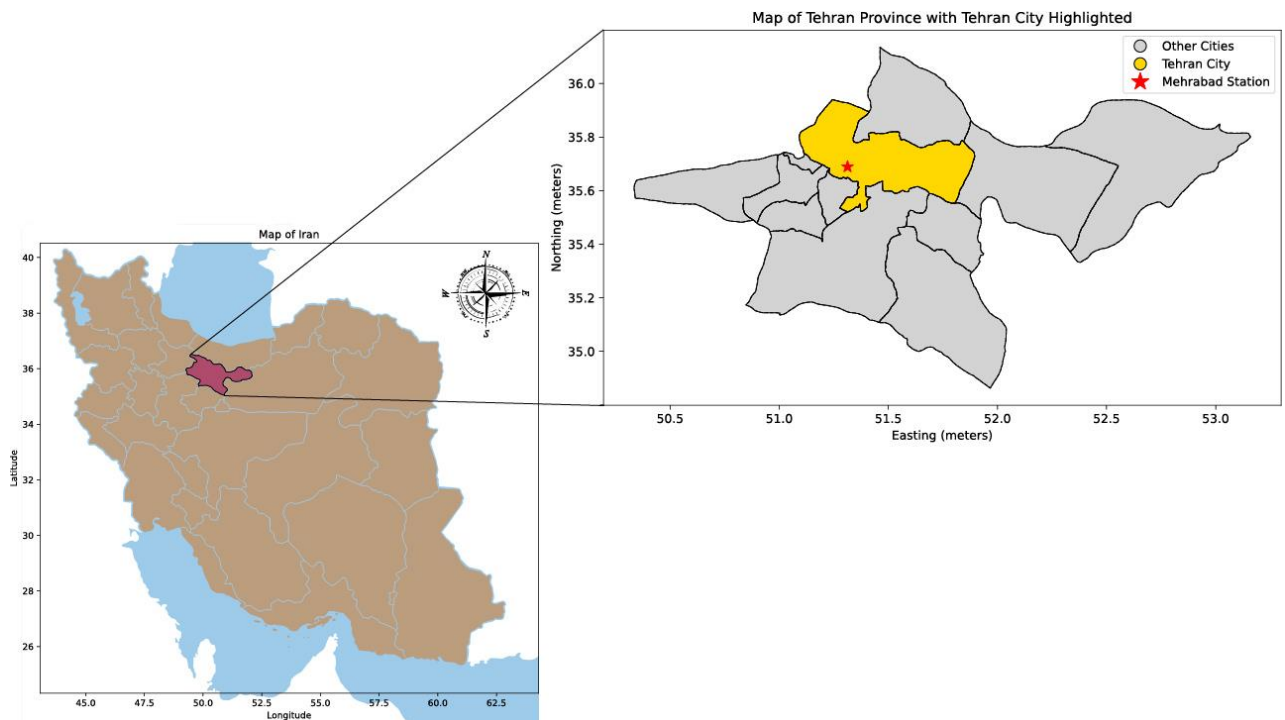 Map of Tehran Province with Tehran City Highlighted
Other Cities
Tehran City
Mehrabad Station
36.0
35.8
35.6
35.4
35.2
35.0
Northing (meters)
50.5 51.0 51.5 52.0 52.5 53.0
Easting (meters)
Map of Iran
N
W E
S
40
38
36
34
32
30
28
26
Latitude
45.0 47.5 50.0 52.5 55.0 57.5 60.0 62.5
Longitude